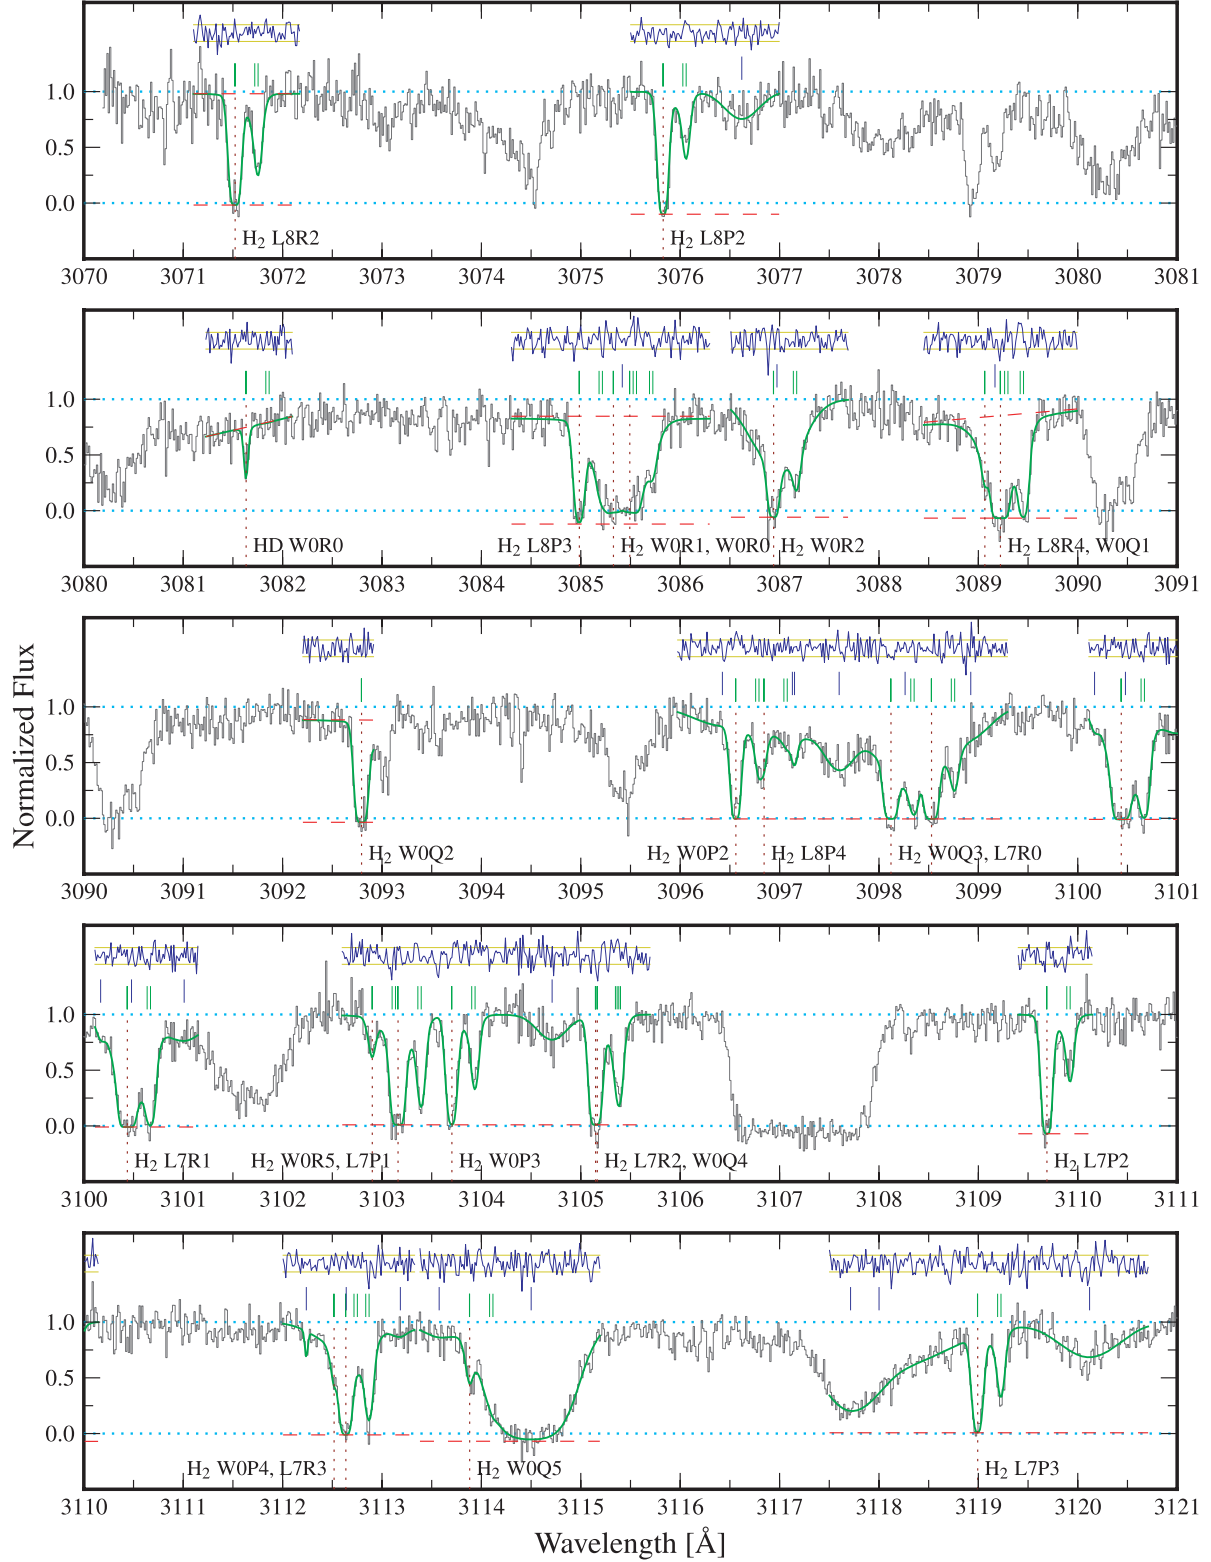 1.0
0.5
0.0
H2 L8R2
H2 L8P2
3070 3071 3072 3073 3074 3075 3076 3077 3078 3079 3080 3081
1.0
0.5
0.0
HD W0R0
H2 L8P3
H2 W0R1, W0R0
H2 W0R2
H2 L8R4, W0Q1
3080 3081 3082 3083 3084 3085 3086 3087 3088 3089 3090 3091
Normalized Flux
1.0
0.5
0.0
H2 W0Q2
H2 W0P2
H2 L8P4
H2 W0Q3, L7R0
3090 3091 3092 3093 3094 3095 3096 3097 3098 3099 3100 3101
1.0
0.5
0.0
H2 L7R1
H2 W0R5, L7P1
H2 W0P3
H2 L7R2, W0Q4
H2 L7P2
3100 3101 3102 3103 3104 3105 3106 3107 3108 3109 3110 3111
1.0
0.5
0.0
H2 W0P4, L7R3
H2 W0Q5
H2 L7P3
3110 3111 3112 3113 3114 3115 3116 3117 3118 3119 3120 3121
Wavelength [Å]